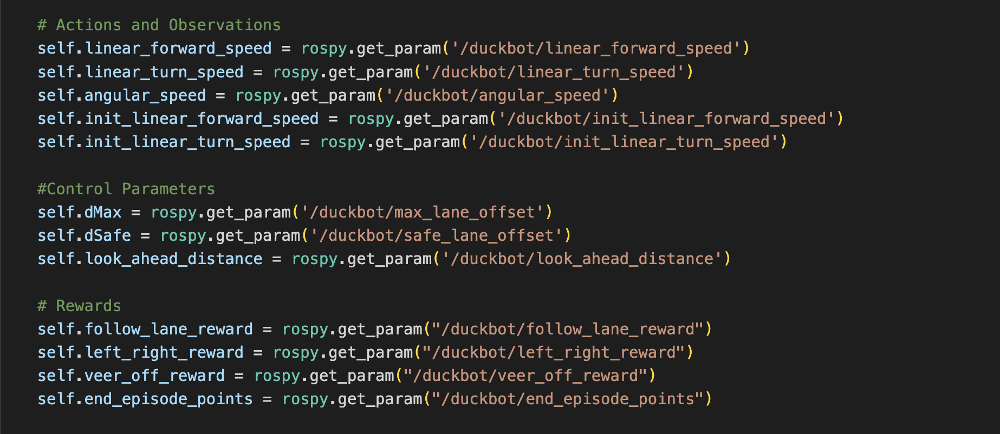 # Actions and Observations
self.linear_forward_speed = rospy.get_param('/duckbot/linear_forward_speed')
self.linear_turn_speed = rospy.get_param('/duckbot/linear_turn_speed')
self.angular_speed = rospy.get_param('/duckbot/angular_speed')
self.init_linear_forward_speed = rospy.get_param('/duckbot/init_linear_forward_speed')
self.init_linear_turn_speed = rospy.get_param('/duckbot/init_linear_turn_speed')
#Control Parameters
self.dMax = rospy.get_param('/duckbot/max_lane_offset')
self.dSafe = rospy.get_param('/duckbot/safe_lane_offset')
self.look_ahead_distance = rospy.get_param('/duckbot/look_ahead_distance')
# Rewards
self.follow_lane_reward = rospy.get_param("/duckbot/follow_lane_reward")
self.left_right_reward = rospy.get_param("/duckbot/left_right_reward")
self.veer_off_reward = rospy.get_param("/duckbot/veer_off_reward")
self.end_episode_points = rospy.get_param("/duckbot/end_episode_points")